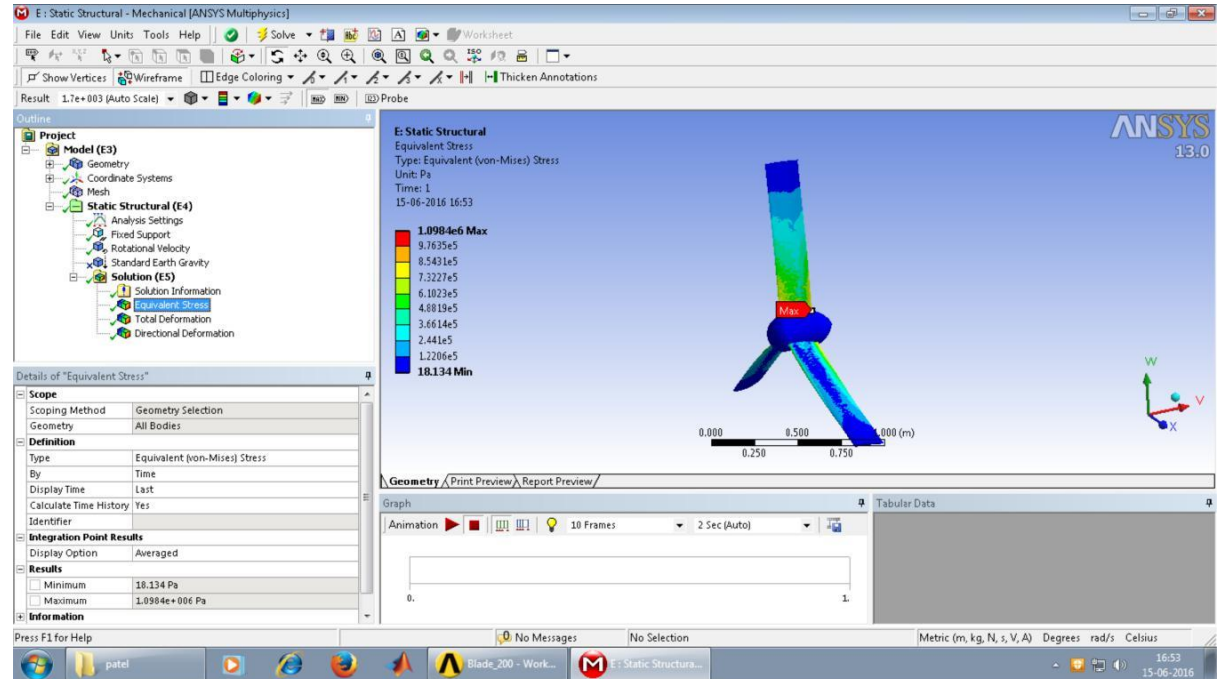 E : Static Structural - Mechanical [ANSYS Multiphysics]
File Edit View Units Tools Help Solve Worksheet
Show Vertices Wireframe Edge Coloring Thicken Annotations
Result 1.7e+003 (Auto Scale) MAX MIN Probe
Outline
Project
Model (E3)
Geometry
Coordinate Systems
Mesh
Static Structural (E4)
Analysis Settings
Fixed Support
Rotational Velocity
Standard Earth Gravity
Solution (E5)
Solution Information
Equivalent Stress
Total Deformation
Directional Deformation
Details of "Equivalent Stress"
Scope
Scoping Method Geometry Selection
Geometry All Bodies
Definition
Type Equivalent (von-Mises) Stress
By Time
Display Time Last
Calculate Time History Yes
Identifier
Integration Point Results
Display Option Averaged
Results
Minimum 18.134 Pa
Maximum 1.0984e+006 Pa
Information
E: Static Structural
Equivalent Stress
Type: Equivalent (von-Mises) Stress
Unit: Pa
Time: 1
15-06-2016 16:53
1.0984e6 Max
9.7635e5
8.5431e5
7.3227e5
6.1023e5
4.8819e5
3.6614e5
2.441e5
1.2206e5
18.134 Min
ANSYS
13.0
Max
W
V
X
0.000 0.500 1.000 (m)
0.250 0.750
Geometry Print Preview Report Preview
Graph
Animation 10 Frames 2 Sec (Auto)
0. 1.
Tabular Data
Press F1 for Help No Messages No Selection Metric (m, kg, N, s, V, A) Degrees rad/s Celsius
patel Blade_200 - Work... E : Static Structura...
16:53
15-06-2016